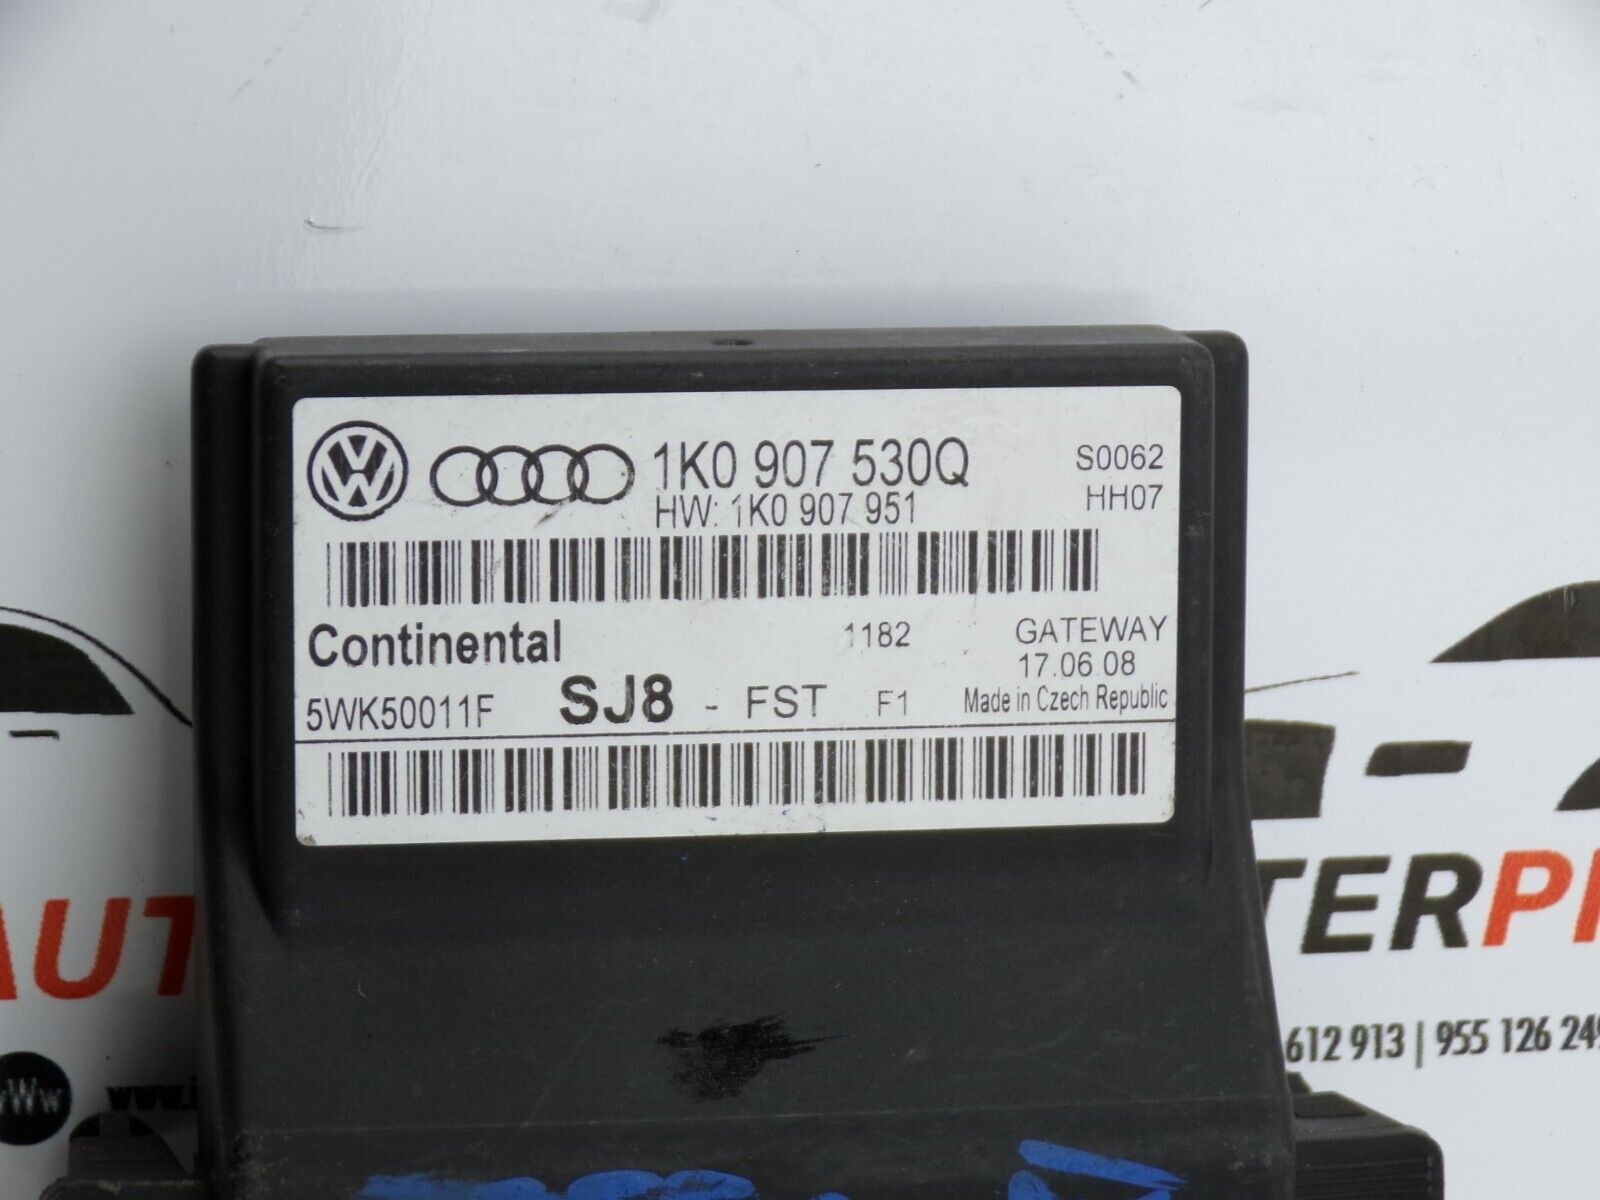 1K0 907 530Q
S0062
HW: 1K0 907 951
HH07
Continental
1182
GATEWAY
17.06.08
5WK50011F SJ8 - FST F1
Made in Czech Republic
AUT
TERP
612 913 | 955 126 249
www.i